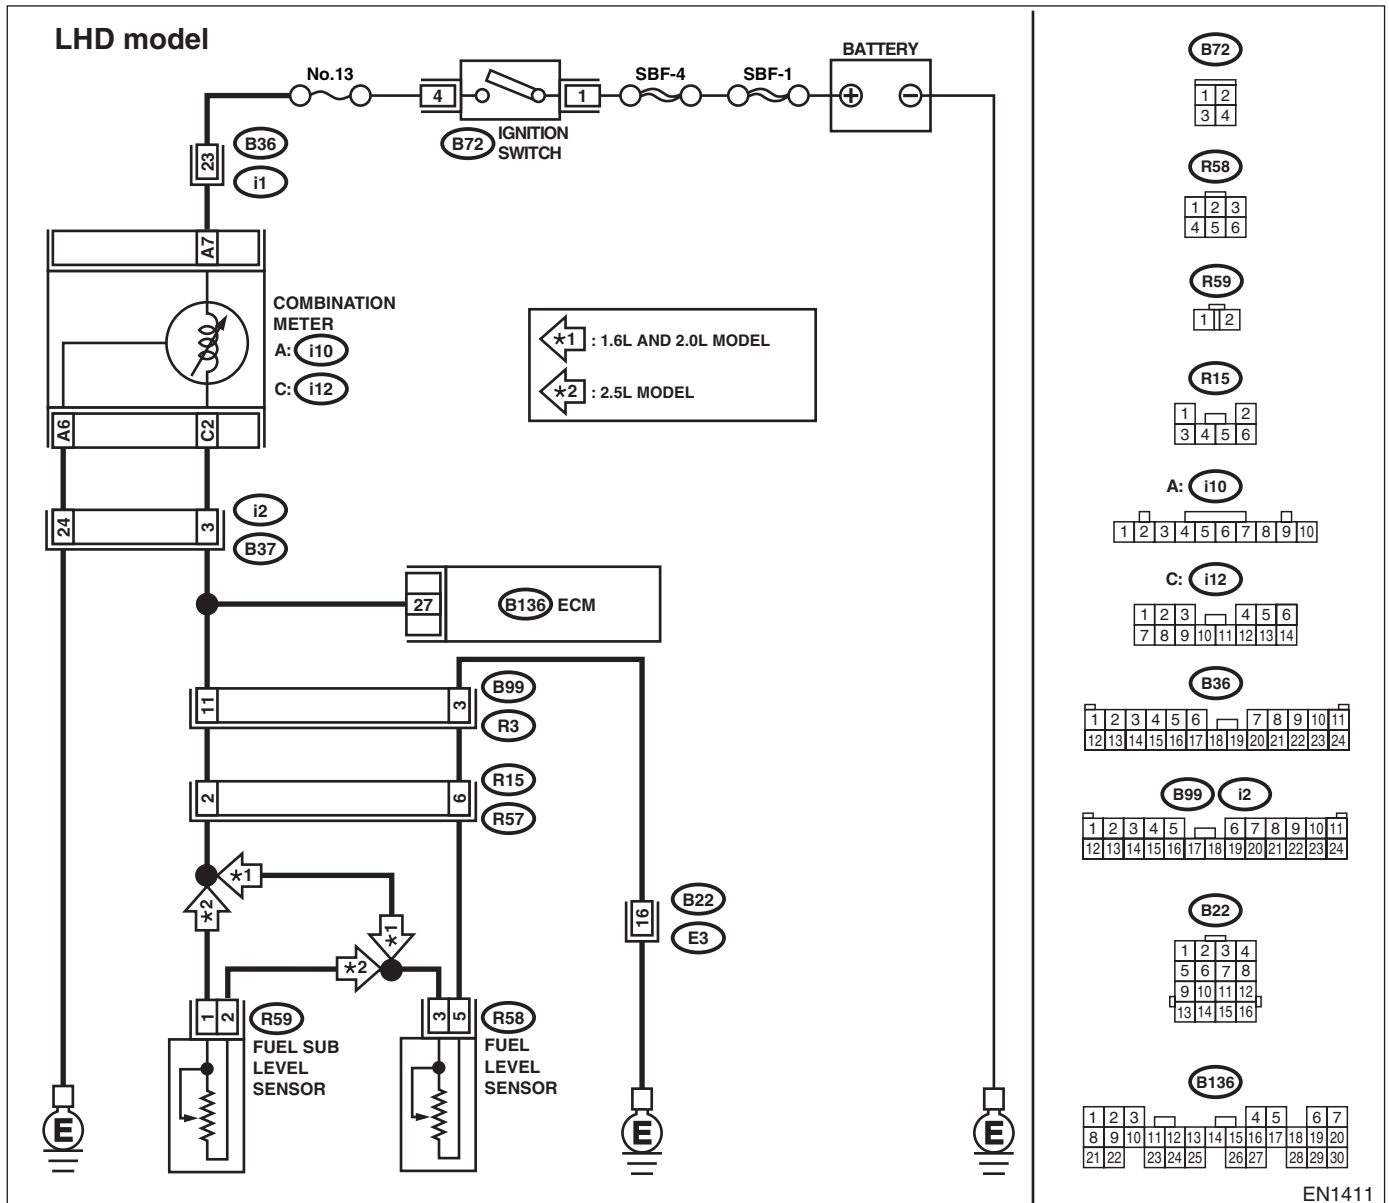 LHD model
No.13
4
1
SBF-4
SBF-1
BATTERY
B72 IGNITION
SWITCH
23
B36
i1
A7
COMBINATION
METER
A: i10
C: i12
*1 : 1.6L AND 2.0L MODEL
*2 : 2.5L MODEL
A6
C2
24
3
i2
B37
27
B136 ECM
11
3
B99
R3
2
6
R15
R57
*1
*2
*1
*2
16
B22
E3
1
2
R59
FUEL SUB
LEVEL
SENSOR
3
5
R58
FUEL
LEVEL
SENSOR
E
E
E
B72
1 2
3 4
R58
1 2 3
4 5 6
R59
1 2
R15
1 2
3 4 5 6
A: i10
1 2 3 4 5 6 7 8 9 10
C: i12
1 2 3 4 5 6
7 8 9 10 11 12 13 14
B36
1 2 3 4 5 6 7 8 9 10 11
12 13 14 15 16 17 18 19 20 21 22 23 24
B99 i2
1 2 3 4 5 6 7 8 9 10 11
12 13 14 15 16 17 18 19 20 21 22 23 24
B22
1 2 3 4
5 6 7 8
9 10 11 12
13 14 15 16
B136
1 2 3 4 5 6 7
8 9 10 11 12 13 14 15 16 17 18 19 20
21 22 23 24 25 26 27 28 29 30
EN1411